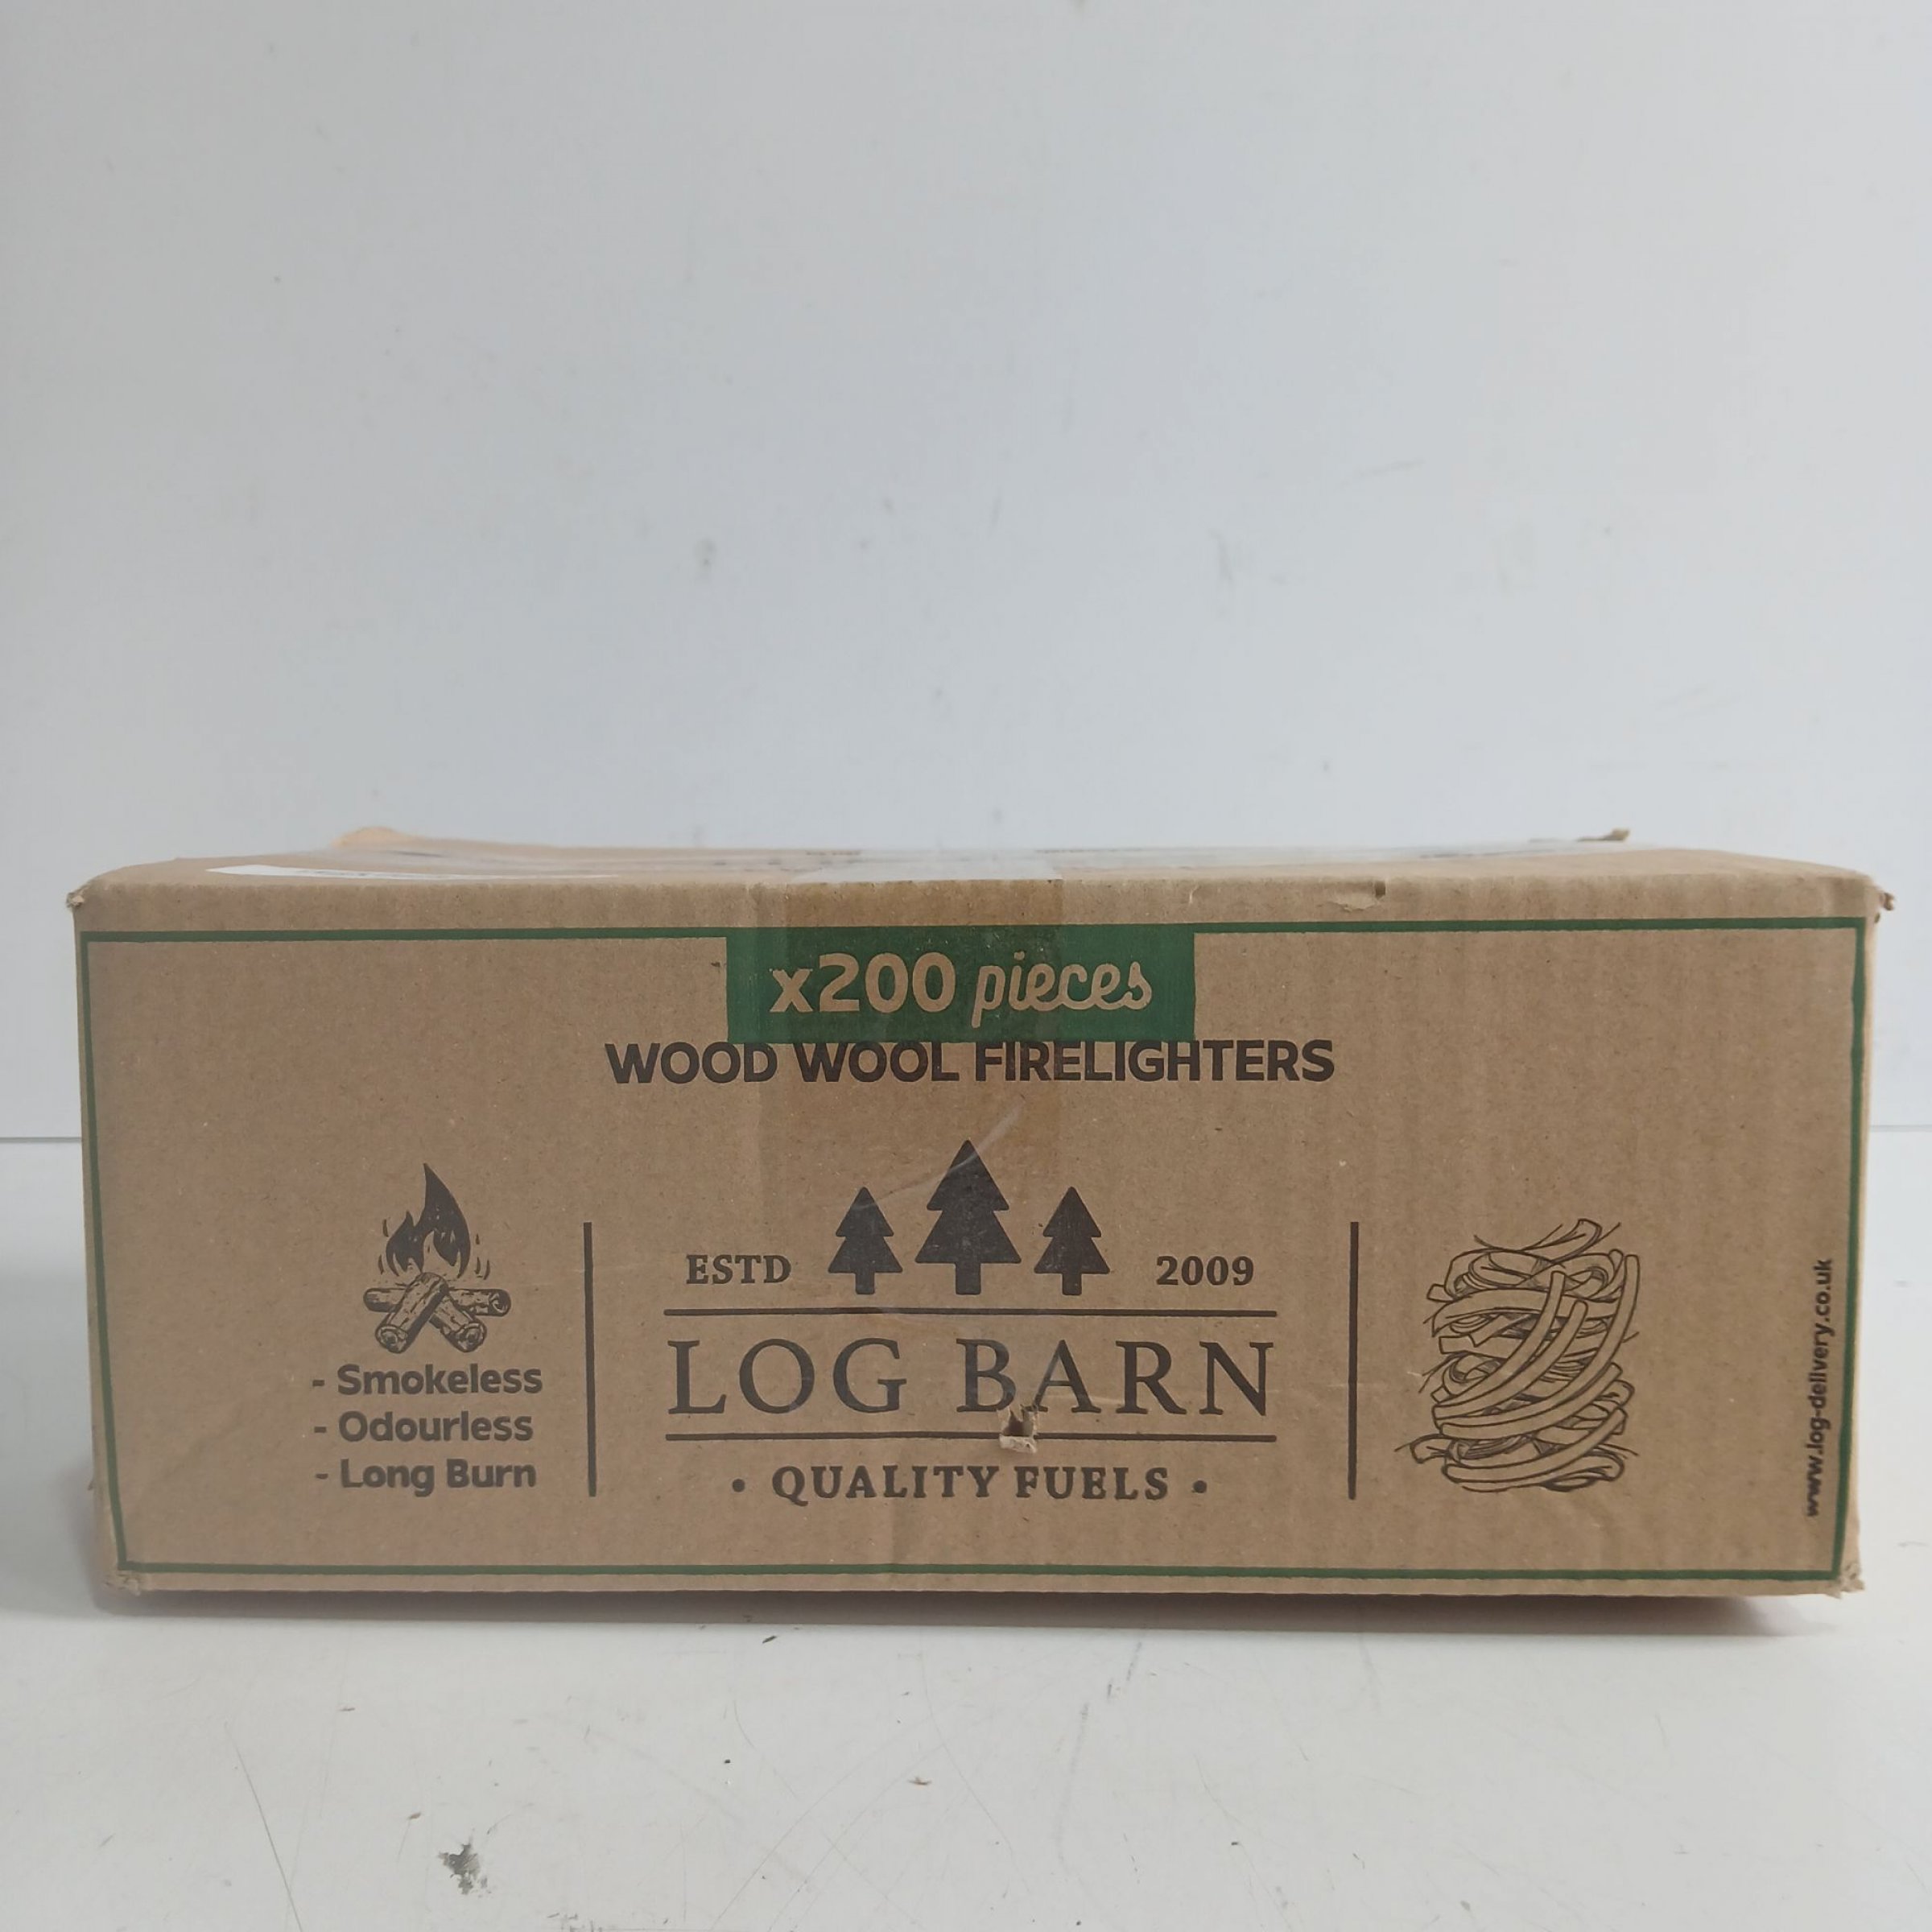 x200 pieces
WOOD WOOL FIRELIGHTERS
- Smokeless
- Odourless
- Long Burn
ESTD 2009
LOG BARN
• QUALITY FUELS •
www.log-delivery.co.uk